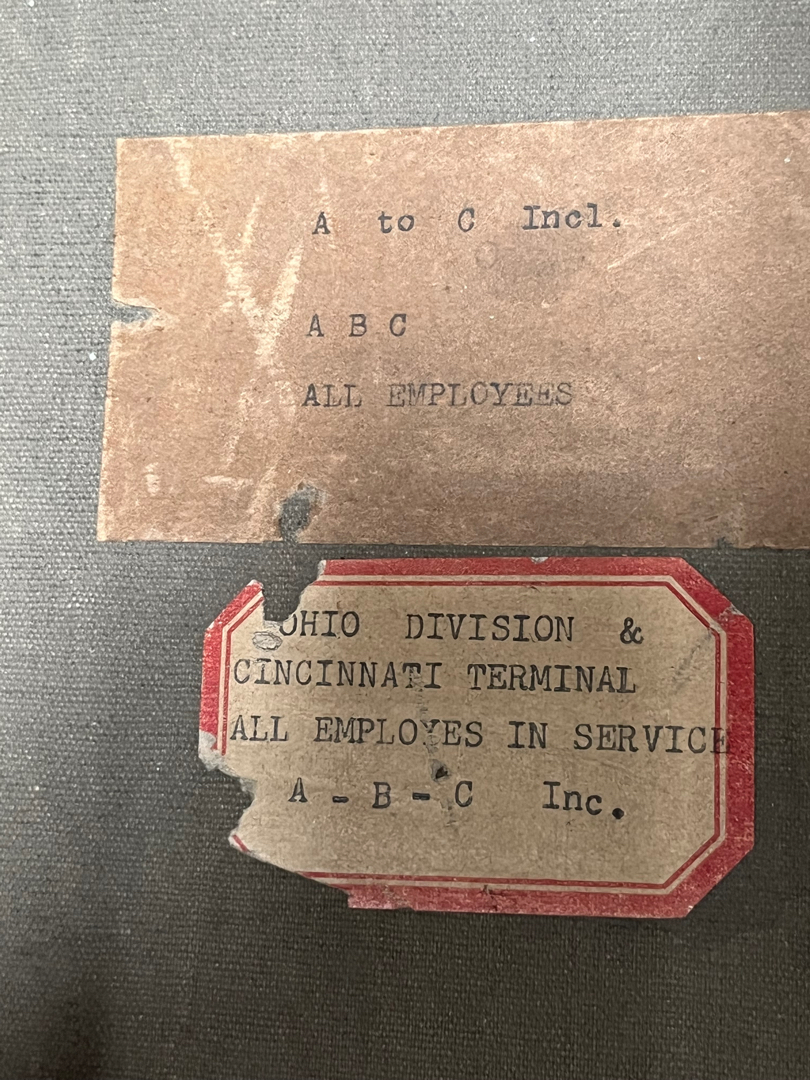 A to C Incl.
A B C
ALL EMPLOYEES
OHIO DIVISION &
CINCINNATI TERMINAL
ALL EMPLOYES IN SERVICE
A - B - C Inc.